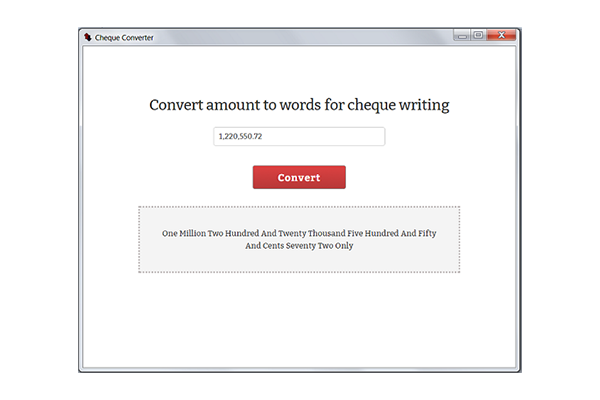 Cheque Converter
Convert amount to words for cheque writing
1,220,550.72
Convert
One Million Two Hundred And Twenty Thousand Five Hundred And Fifty
And Cents Seventy Two Only